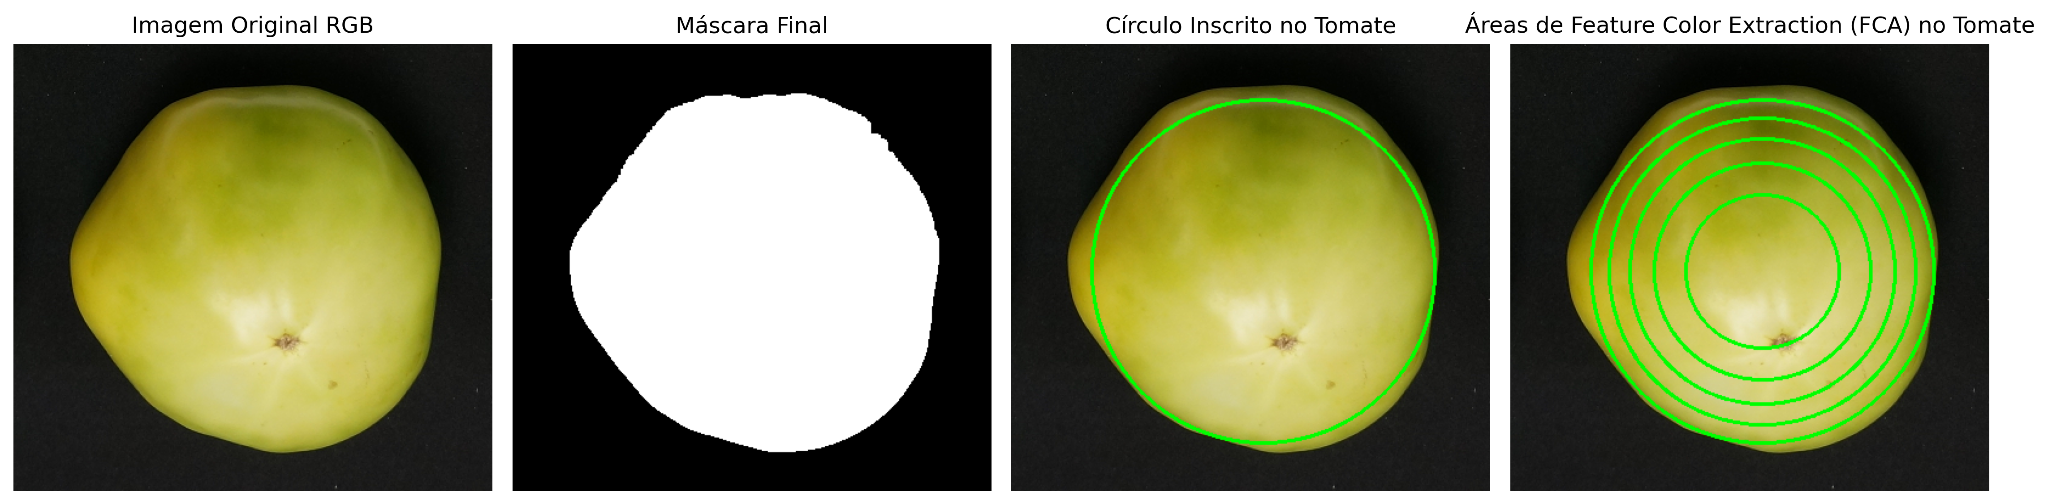 Imagem Original RGB
Máscara Final
Círculo Inscrito no Tomate
Áreas de Feature Color Extraction (FCA) no Tomate